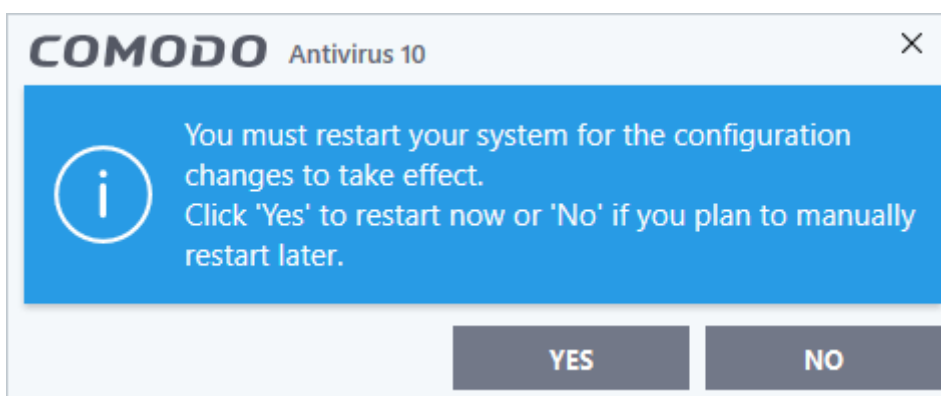 COMODO Antivirus 10
You must restart your system for the configuration
changes to take effect.
Click 'Yes' to restart now or 'No' if you plan to manually
restart later.
YES NO